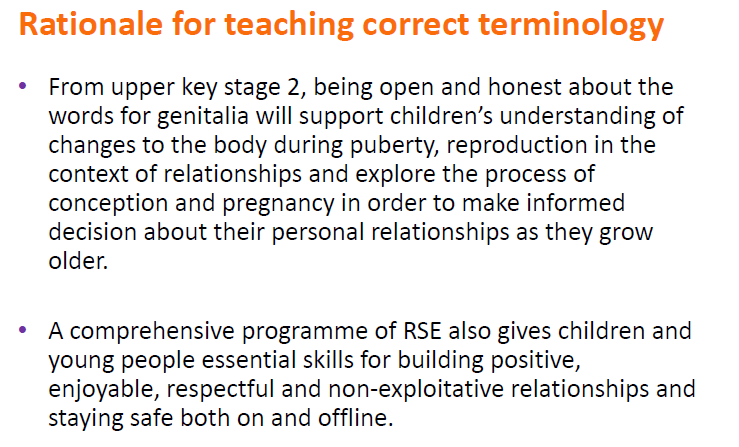 Rationale for teaching correct terminology
• From upper key stage 2, being open and honest about the
words for genitalia will support children’s understanding of
changes to the body during puberty, reproduction in the
context of relationships and explore the process of
conception and pregnancy in order to make informed
decision about their personal relationships as they grow
older.
• A comprehensive programme of RSE also gives children and
young people essential skills for building positive,
enjoyable, respectful and non-exploitative relationships and
staying safe both on and offline.